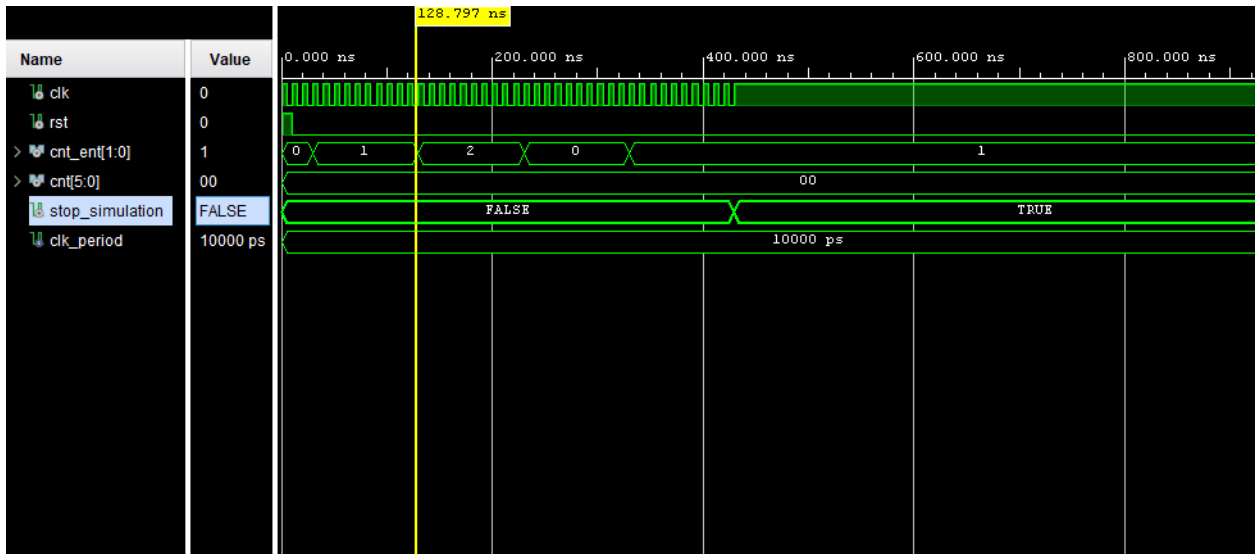 128.797 ns
Name Value 0.000 ns 200.000 ns 400.000 ns 600.000 ns 800.000 ns
clk 0
rst 0
cnt_ent[1:0] 1 0 1 2 0 1
cnt[5:0] 00 00
stop_simulation FALSE FALSE TRUE
clk_period 10000 ps 10000 ps